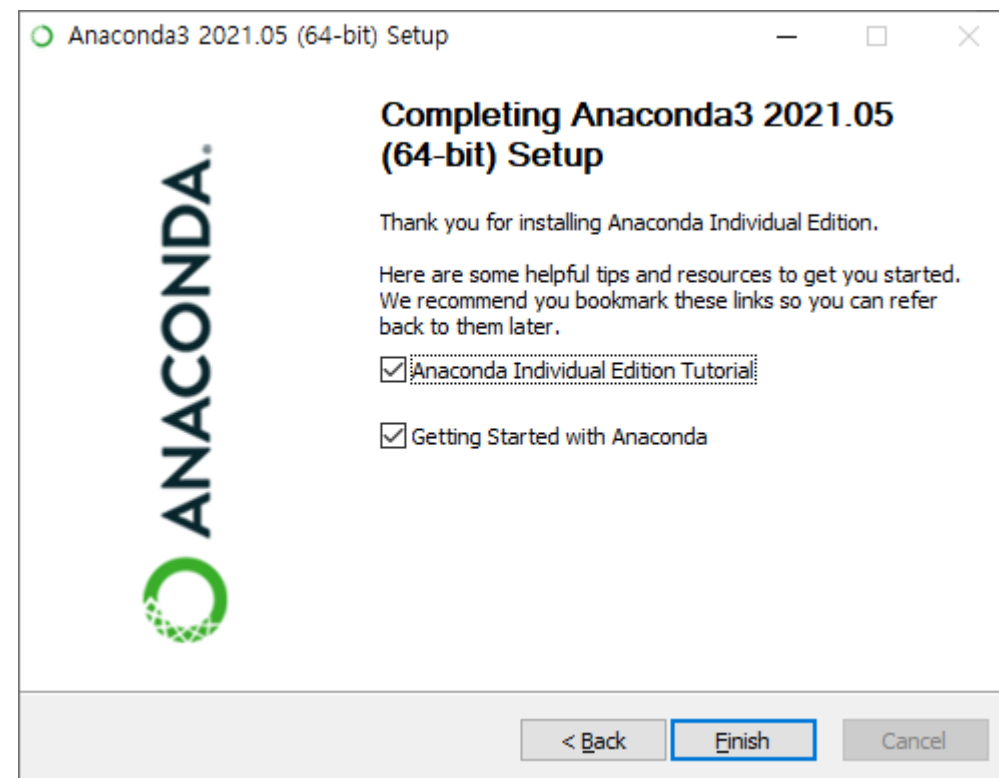 Anaconda3 2021.05 (64-bit) Setup
Completing Anaconda3 2021.05
(64-bit) Setup
ANACONDA.
Thank you for installing Anaconda Individual Edition.
Here are some helpful tips and resources to get you started.
We recommend you bookmark these links so you can refer
back to them later.
Anaconda Individual Edition Tutorial
Getting Started with Anaconda
< Back
Finish
Cancel